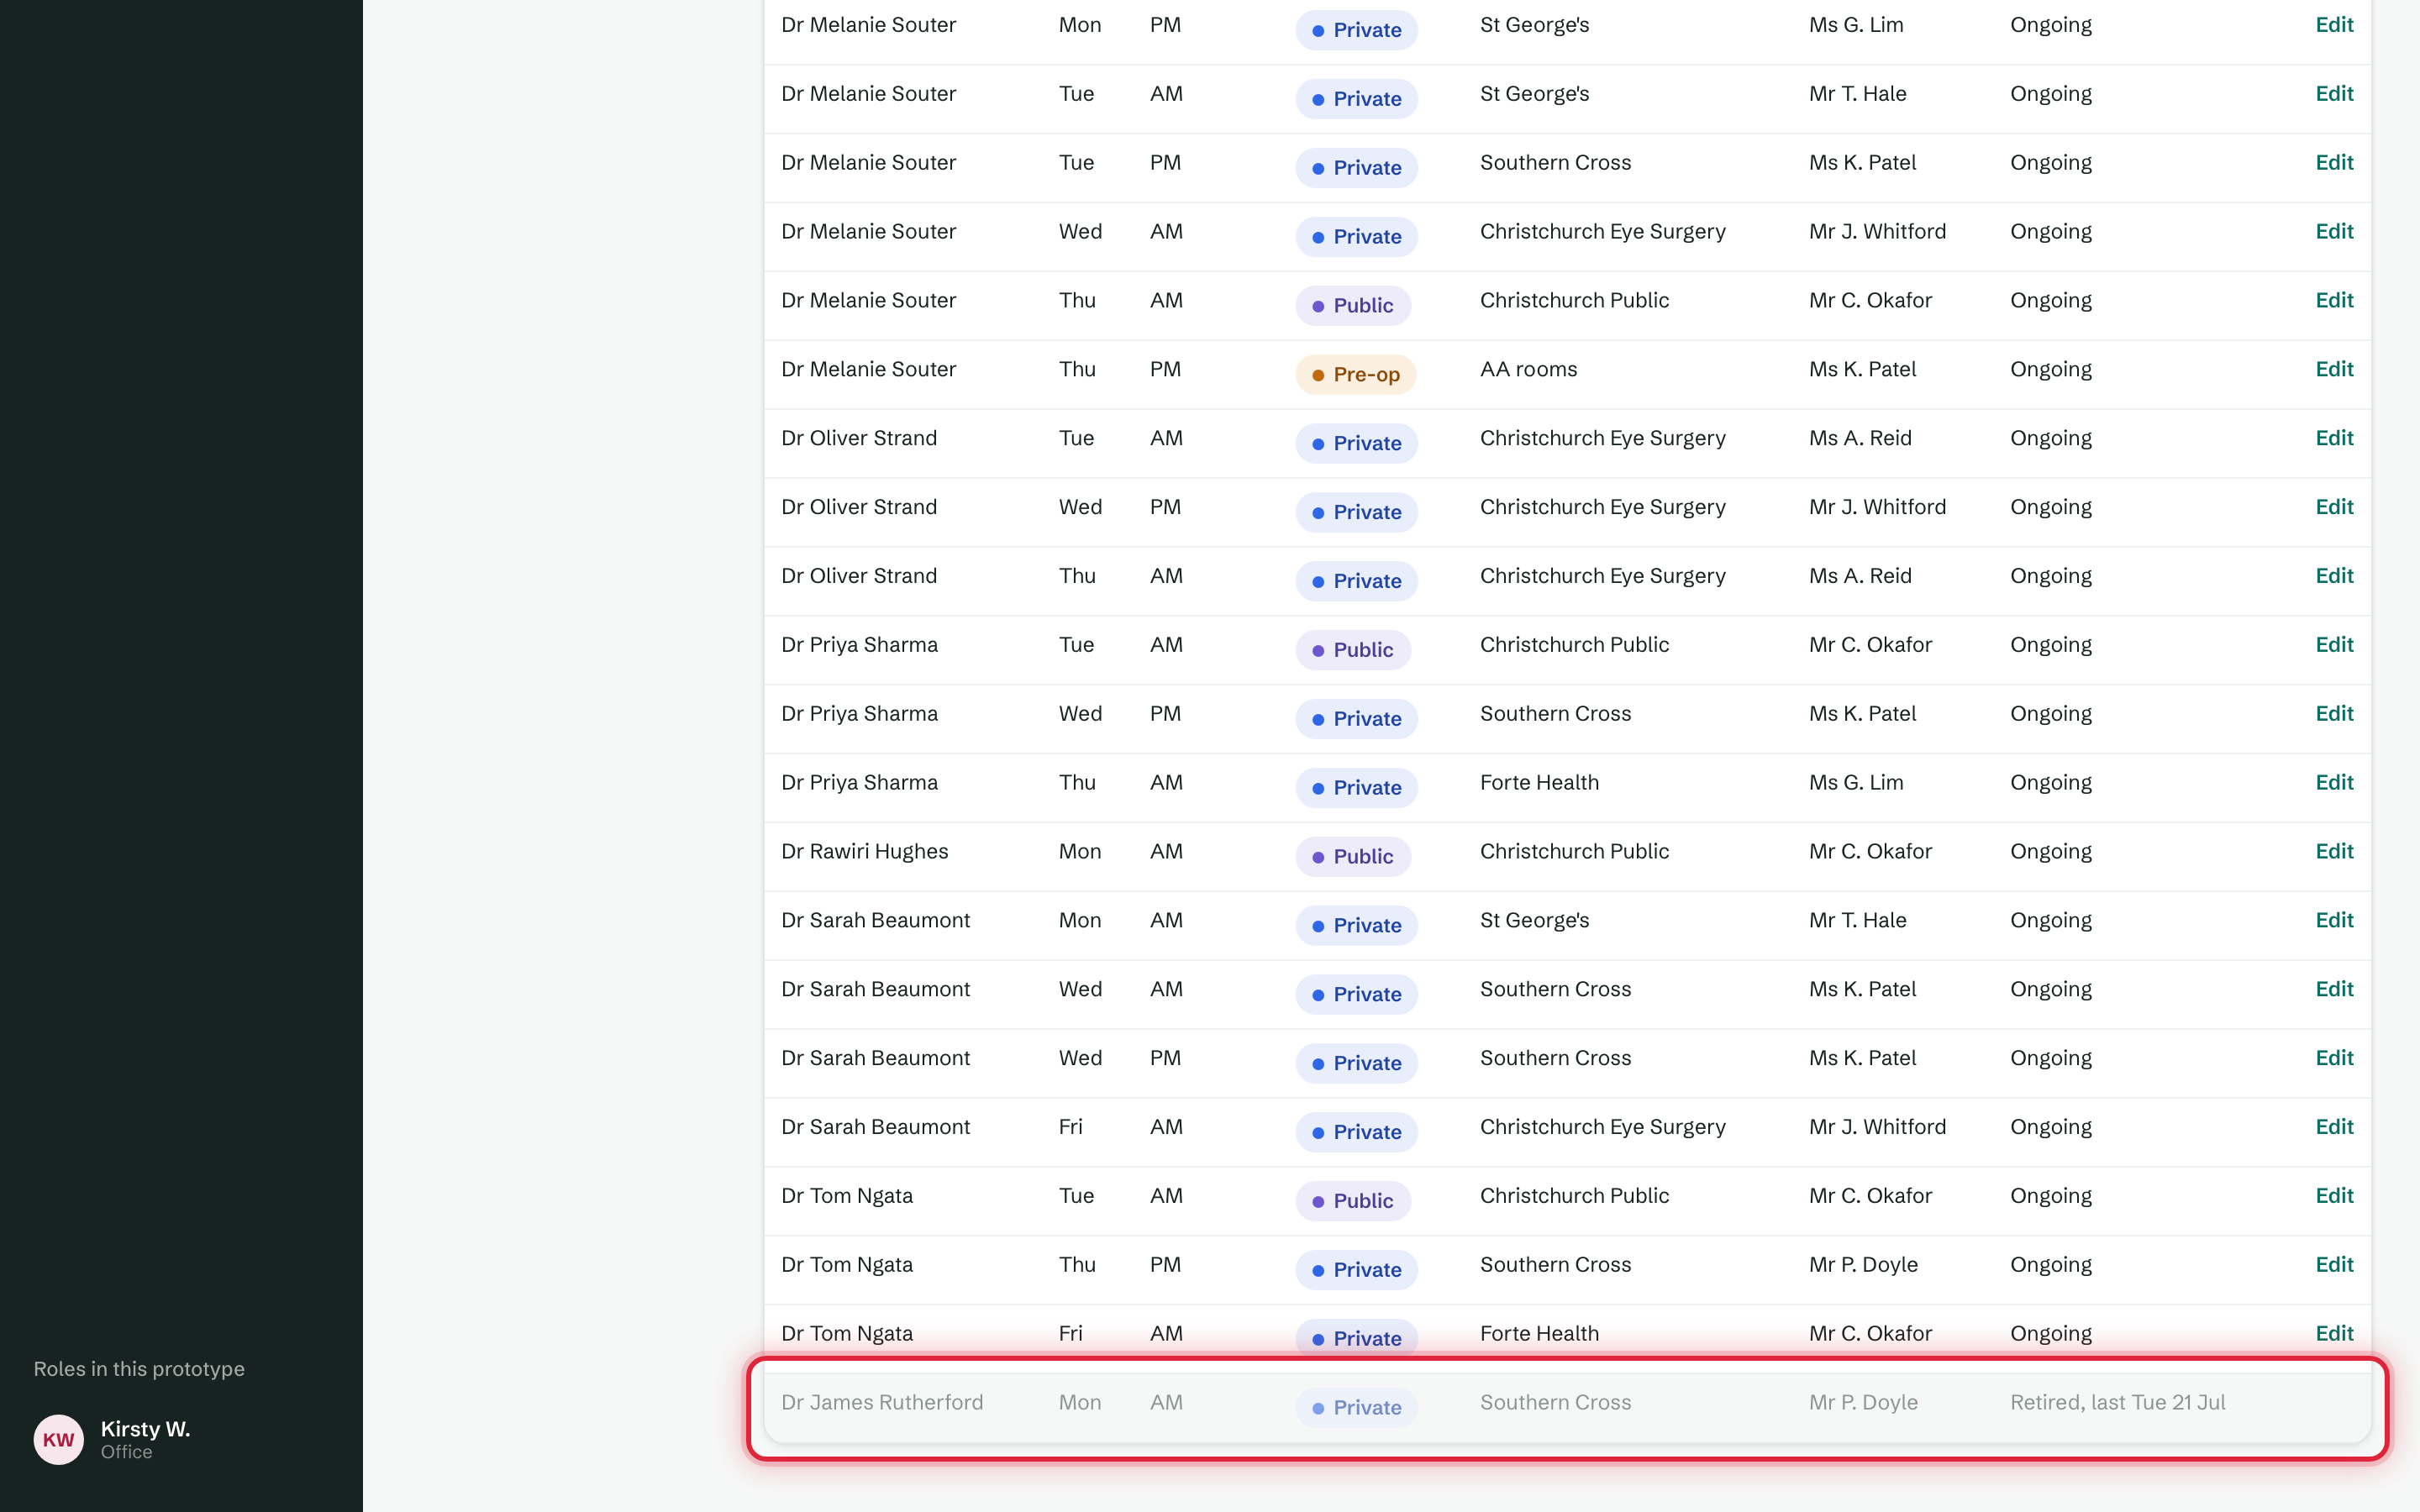 Dr Melanie Souter Mon PM Private St George's Ms G. Lim Ongoing Edit
Dr Melanie Souter Tue AM Private St George's Mr T. Hale Ongoing Edit
Dr Melanie Souter Tue PM Private Southern Cross Ms K. Patel Ongoing Edit
Dr Melanie Souter Wed AM Private Christchurch Eye Surgery Mr J. Whitford Ongoing Edit
Dr Melanie Souter Thu AM Public Christchurch Public Mr C. Okafor Ongoing Edit
Dr Melanie Souter Thu PM Pre-op AA rooms Ms K. Patel Ongoing Edit
Dr Oliver Strand Tue AM Private Christchurch Eye Surgery Ms A. Reid Ongoing Edit
Dr Oliver Strand Wed PM Private Christchurch Eye Surgery Mr J. Whitford Ongoing Edit
Dr Oliver Strand Thu AM Private Christchurch Eye Surgery Ms A. Reid Ongoing Edit
Dr Priya Sharma Tue AM Public Christchurch Public Mr C. Okafor Ongoing Edit
Dr Priya Sharma Wed PM Private Southern Cross Ms K. Patel Ongoing Edit
Dr Priya Sharma Thu AM Private Forte Health Ms G. Lim Ongoing Edit
Dr Rawiri Hughes Mon AM Public Christchurch Public Mr C. Okafor Ongoing Edit
Dr Sarah Beaumont Mon AM Private St George's Mr T. Hale Ongoing Edit
Dr Sarah Beaumont Wed AM Private Southern Cross Ms K. Patel Ongoing Edit
Dr Sarah Beaumont Wed PM Private Southern Cross Ms K. Patel Ongoing Edit
Dr Sarah Beaumont Fri AM Private Christchurch Eye Surgery Mr J. Whitford Ongoing Edit
Dr Tom Ngata Tue AM Public Christchurch Public Mr C. Okafor Ongoing Edit
Dr Tom Ngata Thu PM Private Southern Cross Mr P. Doyle Ongoing Edit
Dr Tom Ngata Fri AM Private Forte Health Mr C. Okafor Ongoing Edit
Dr James Rutherford Mon AM Private Southern Cross Mr P. Doyle Retired, last Tue 21 Jul
Roles in this prototype
KW
Kirsty W.
Office